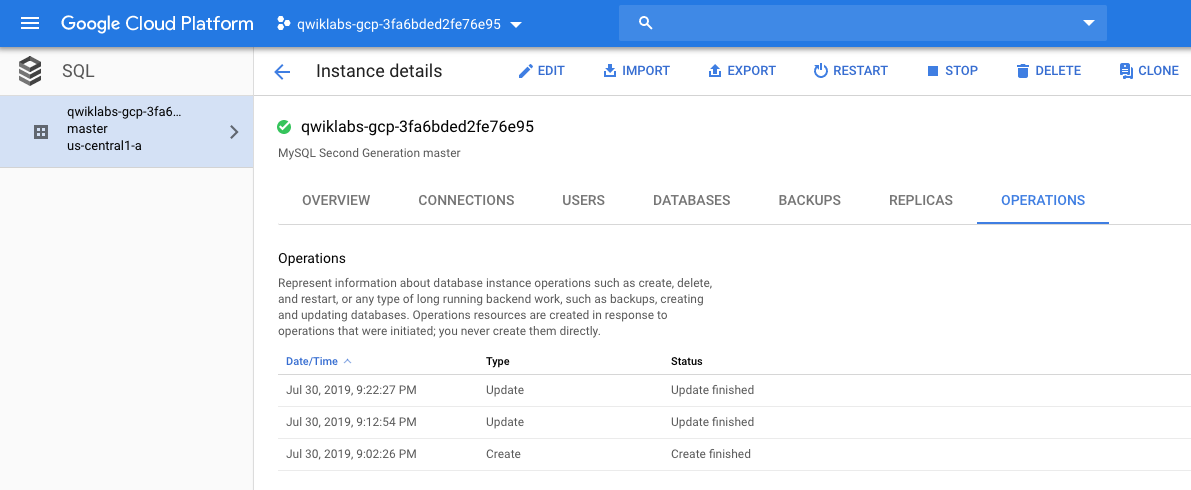 Google Cloud Platform
qwiklabs-gcp-3fa6bded2fe76e95
SQL
Instance details
EDIT
IMPORT
EXPORT
RESTART
STOP
DELETE
CLONE
qwiklabs-gcp-3fa6...
master
us-central1-a
qwiklabs-gcp-3fa6bded2fe76e95
MySQL Second Generation master
OVERVIEW
CONNECTIONS
USERS
DATABASES
BACKUPS
REPLICAS
OPERATIONS
Operations
Represent information about database instance operations such as create, delete,
and restart, or any type of long running backend work, such as backups, creating
and updating databases. Operations resources are created in response to
operations that were initiated; you never create them directly.
Date/Time Type Status
Jul 30, 2019, 9:22:27 PM Update Update finished
Jul 30, 2019, 9:12:54 PM Update Update finished
Jul 30, 2019, 9:02:26 PM Create Create finished